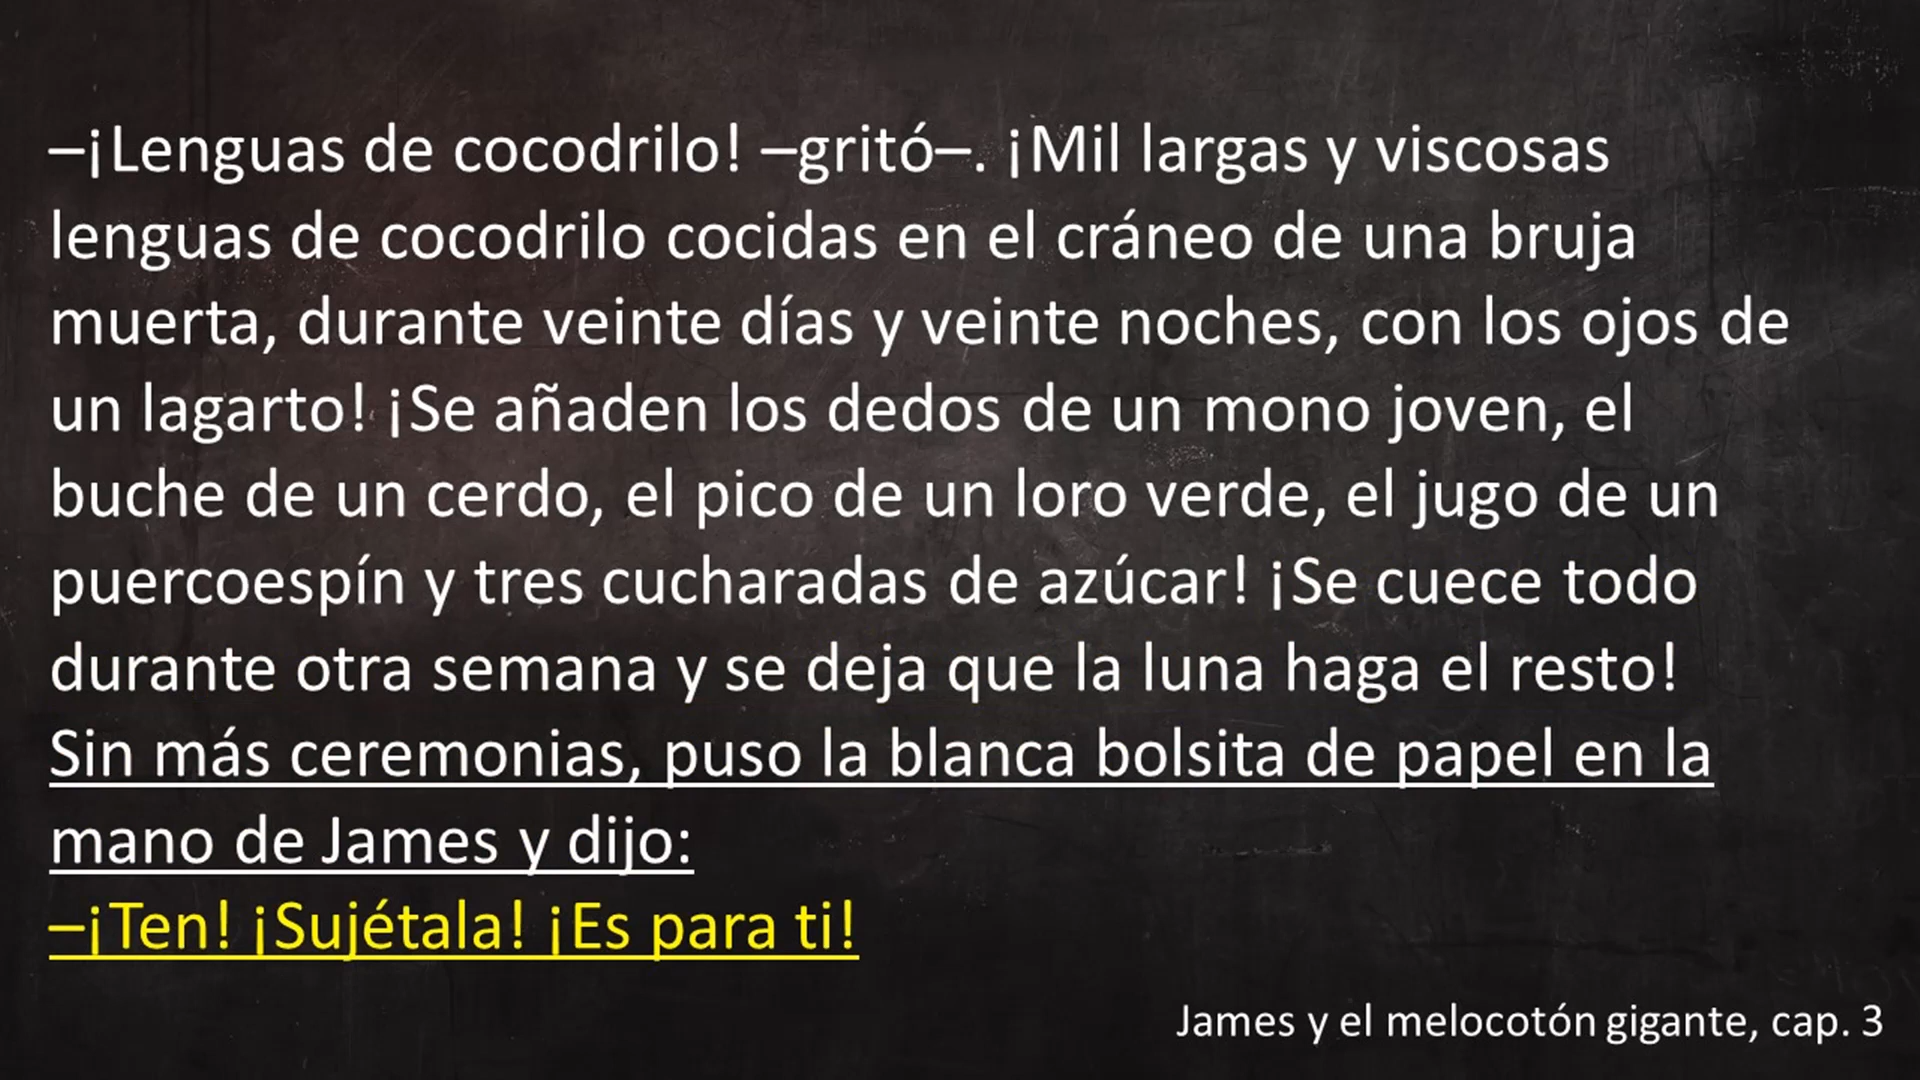 –¡Lenguas de cocodrilo! –gritó–. ¡Mil largas y viscosas
lenguas de cocodrilo cocidas en el cráneo de una bruja
muerta, durante veinte días y veinte noches, con los ojos de
un lagarto! ¡Se añaden los dedos de un mono joven, el
buche de un cerdo, el pico de un loro verde, el jugo de un
puercoespín y tres cucharadas de azúcar! ¡Se cuece todo
durante otra semana y se deja que la luna haga el resto!
Sin más ceremonias, puso la blanca bolsita de papel en la
mano de James y dijo:
–¡Ten! ¡Sujétala! ¡Es para ti!
James y el melocotón gigante, cap. 3